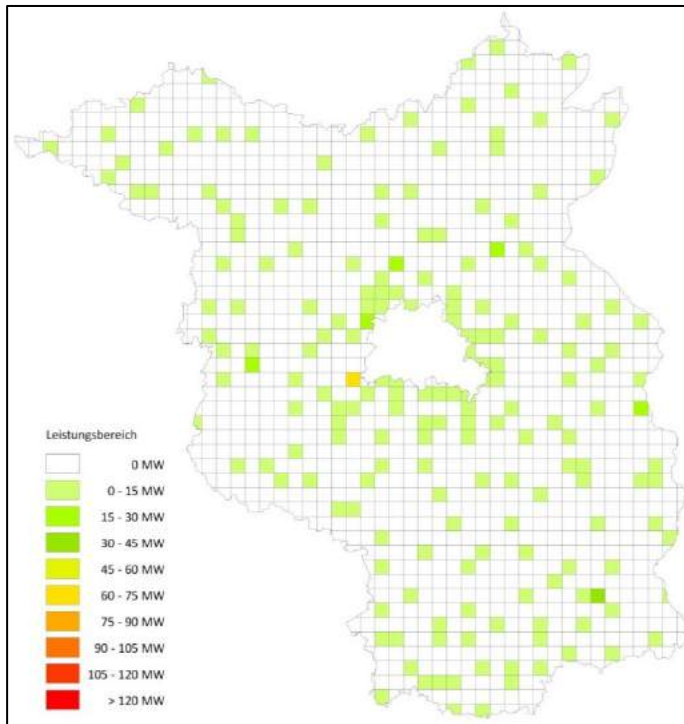 Leistungsbereich
0 MW
0 - 15 MW
15 - 30 MW
30 - 45 MW
45 - 60 MW
60 - 75 MW
75 - 90 MW
90 - 105 MW
105 - 120 MW
> 120 MW